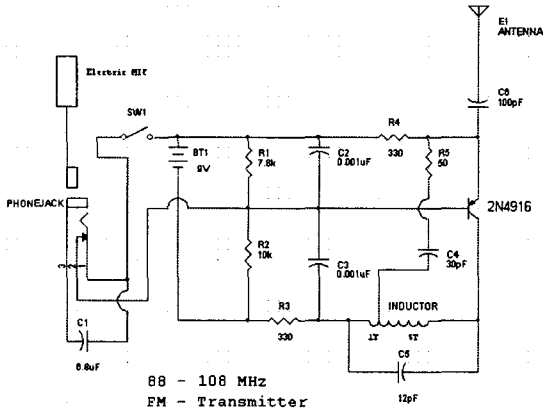 E1
ANTENNA
Electric MIC
SW1
C6
100pF
R4
330
BT1
9V
R1
7.8k
C2
0.001uF
R5
50
PHONEJACK
2N4916
R2
10k
C3
0.001uF
C4
30pF
R3
330
INDUCTOR
1T
C1
6.8uF
C5
12pF
88 - 108 MHz
FM - Transmitter